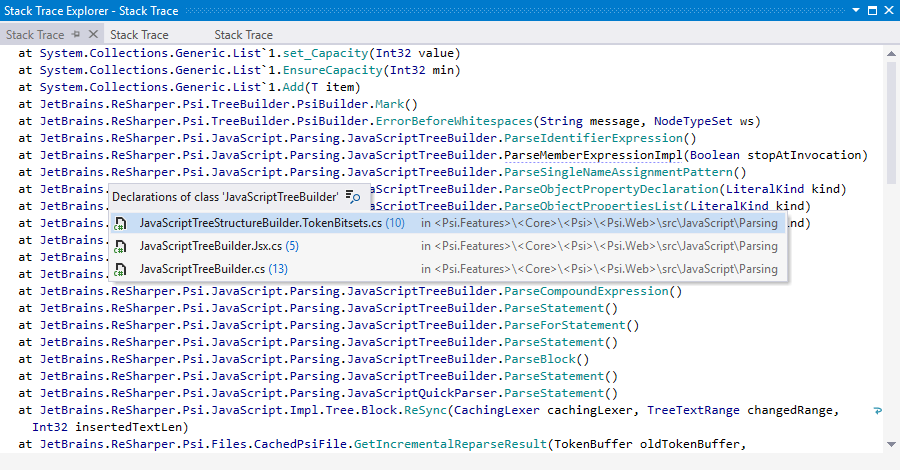 Stack Trace Explorer - Stack Trace
Stack Trace
Stack Trace
Stack Trace
at System.Collections.Generic.List`1.set_Capacity(Int32 value)
at System.Collections.Generic.List`1.EnsureCapacity(Int32 min)
at System.Collections.Generic.List`1.Add(T item)
at JetBrains.ReSharper.Psi.TreeBuilder.PsiBuilder.Mark()
at JetBrains.ReSharper.Psi.TreeBuilder.PsiBuilder.ErrorBeforeWhitespaces(String message, NodeTypeSet ws)
at JetBrains.ReSharper.Psi.JavaScript.Parsing.JavaScriptTreeBuilder.ParseIdentifierExpression()
at JetBrains.ReSharper.Psi.JavaScript.Parsing.JavaScriptTreeBuilder.ParseMemberExpressionImpl(Boolean stopAtInvocation)
at JetBrains.ReSharper.Psi.JavaScript.Parsing.JavaScriptTreeBuilder.ParseSingleNameAssignmentPattern()
at JetBrains.ReSha JavaScriptTreeBuilder.ParseObjectPropertyDeclaration(LiteralKind kind)
Declarations of class 'JavaScriptTreeBuilder'
at JetBr JavaScriptTreeBuilder.ParseObjectPropertiesList(LiteralKind kind)
at JetBr kind)
JavaScriptTreeStructureBuilder.TokenBitsets.cs (10) in <Psi.Features>\<Core>\<Psi>\<Psi.Web>\src\JavaScript\Parsing
at JetBr
JavaScriptTreeBuilder.Jsx.cs (5) in <Psi.Features>\<Core>\<Psi>\<Psi.Web>\src\JavaScript\Parsing
at JetBr
JavaScriptTreeBuilder.cs (13) in <Psi.Features>\<Core>\<Psi>\<Psi.Web>\src\JavaScript\Parsing
at JetBr
at JetBrains.ReSharper.Psi.JavaScript.Parsing.JavaScriptTreeBuilder.ParseCompoundExpression()
at JetBrains.ReSharper.Psi.JavaScript.Parsing.JavaScriptTreeBuilder.ParseStatement()
at JetBrains.ReSharper.Psi.JavaScript.Parsing.JavaScriptTreeBuilder.ParseForStatement()
at JetBrains.ReSharper.Psi.JavaScript.Parsing.JavaScriptTreeBuilder.ParseStatement()
at JetBrains.ReSharper.Psi.JavaScript.Parsing.JavaScriptTreeBuilder.ParseBlock()
at JetBrains.ReSharper.Psi.JavaScript.Parsing.JavaScriptTreeBuilder.ParseStatement()
at JetBrains.ReSharper.Psi.JavaScript.Parsing.JavaScriptQuickParser.ParseStatement()
at JetBrains.ReSharper.Psi.JavaScript.Impl.Tree.Block.ReSync(CachingLexer cachingLexer, TreeTextRange changedRange,
Int32 insertedTextLen)
at JetBrains.ReSharper.Psi.Files.CachedPsiFile.GetIncrementalReparseResult(TokenBuffer oldTokenBuffer,